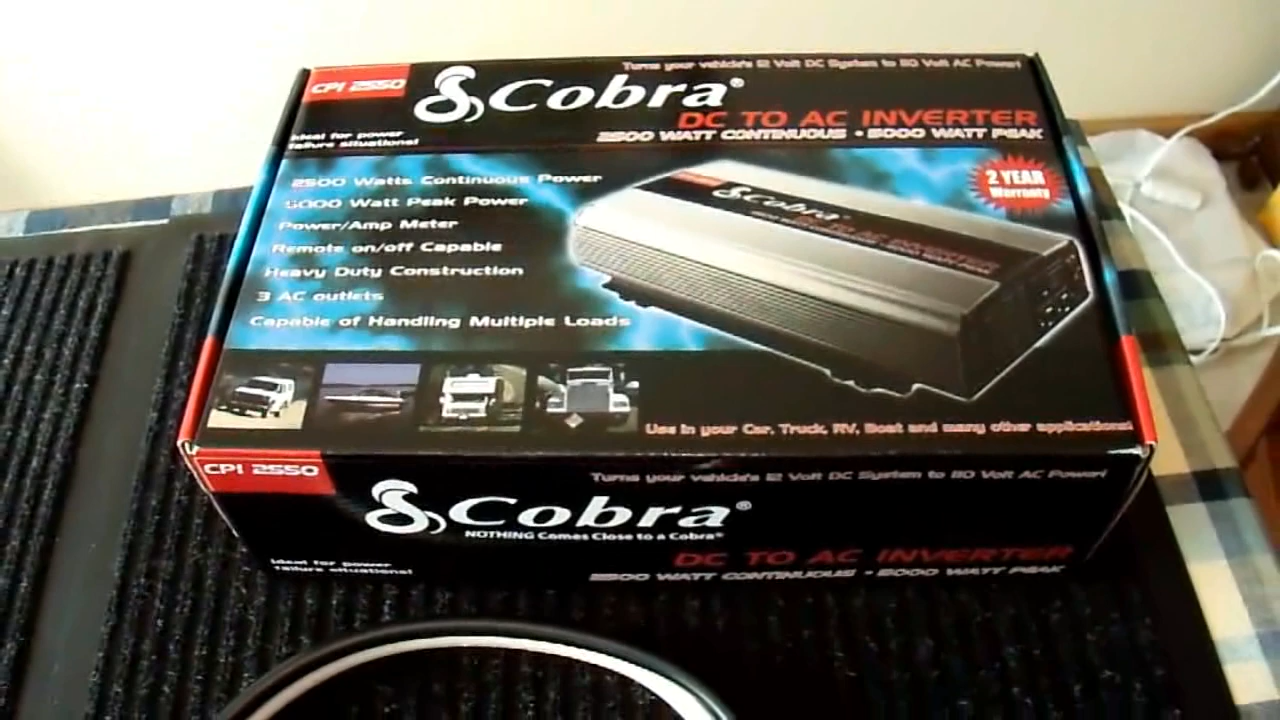 CPI 2550
Cobra®
Turns your vehicle's 12 Volt DC System to 110 Volt AC Power!
DC TO AC INVERTER
2500 WATT CONTINUOUS • 5000 WATT PEAK
Ideal for power
failure situations!
2500 Watts Continuous Power
5000 Watt Peak Power
Power/Amp Meter
Remote on/off Capable
Heavy Duty Construction
3 AC outlets
Capable of Handling Multiple Loads
2 YEAR
Warranty
Cobra
DC TO AC INVERTER
Use in your Car, Truck, RV, Boat and many other applications!
CPI 2550
Turns your vehicle's 12 Volt DC System to 110 Volt AC Power!
Cobra®
NOTHING Comes Close to a Cobra®
Ideal for power
failure situations!
DC TO AC INVERTER
2500 WATT CONTINUOUS • 5000 WATT PEAK